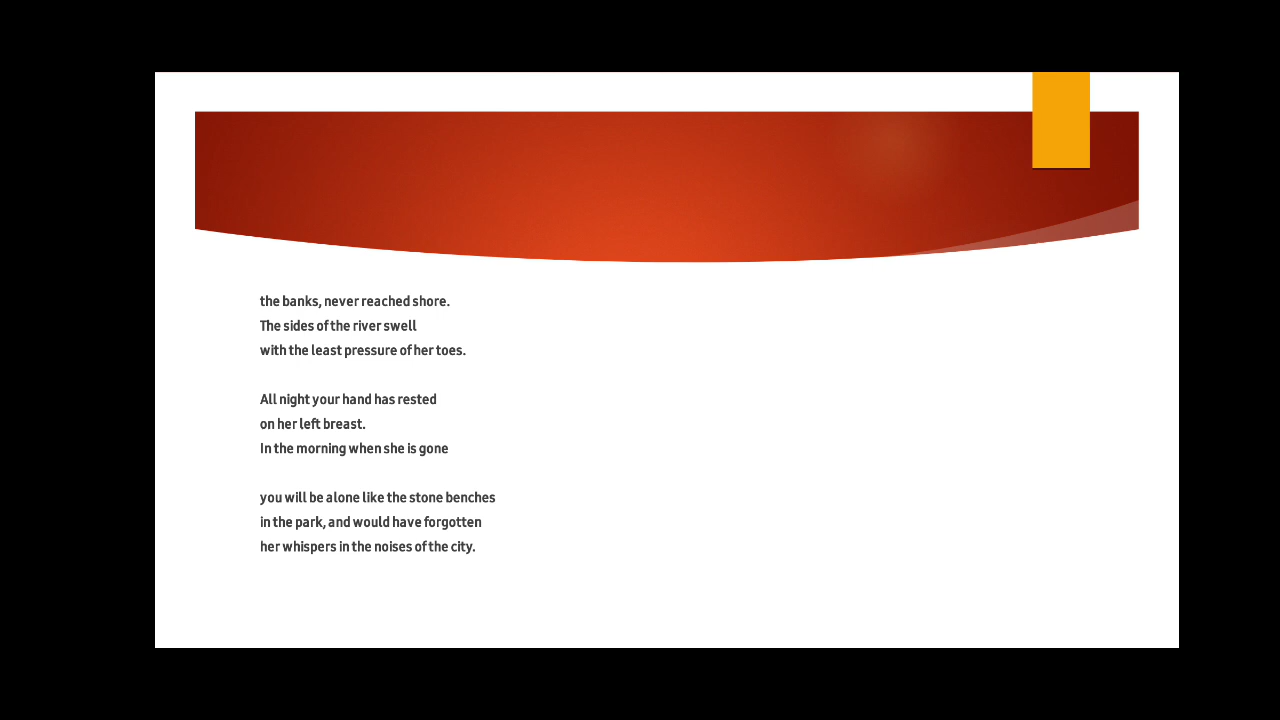 the banks, never reached shore.
The sides of the river swell
with the least pressure of her toes.
All night your hand has rested
on her left breast.
In the morning when she is gone
you will be alone like the stone benches
in the park, and would have forgotten
her whispers in the noises of the city.